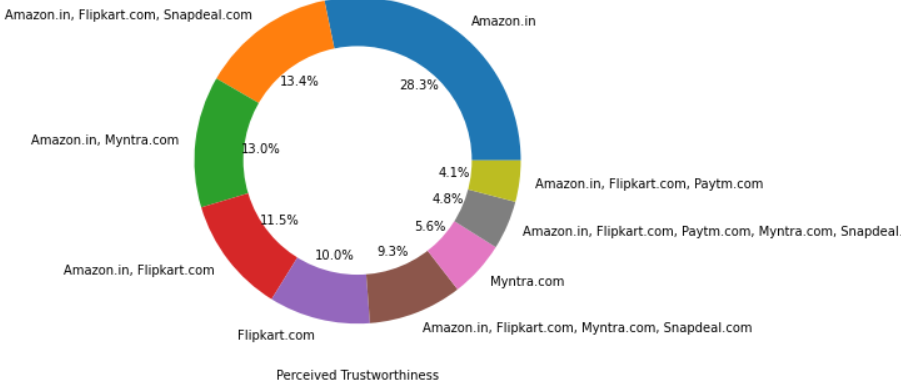 Amazon.in, Flipkart.com, Snapdeal.com
Amazon.in
13.4%
28.3%
Amazon.in, Myntra.com
13.0%
4.1%
Amazon.in, Flipkart.com, Paytm.com
4.8%
11.5%
5.6%
Amazon.in, Flipkart.com, Paytm.com, Myntra.com, Snapdeal.
10.0%
9.3%
Amazon.in, Flipkart.com
Myntra.com
Flipkart.com
Amazon.in, Flipkart.com, Myntra.com, Snapdeal.com
Perceived Trustworthiness